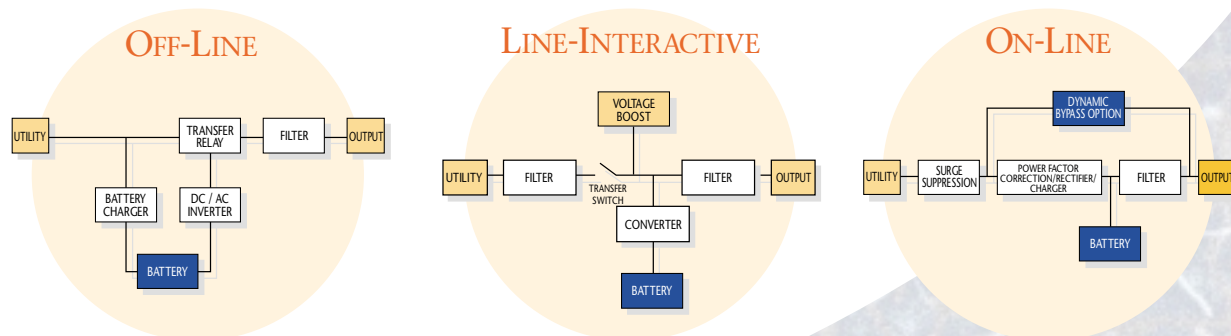 OFF-LINE
UTILITY
TRANSFER
RELAY
FILTER
OUTPUT
BATTERY
CHARGER
DC / AC
INVERTER
BATTERY
LINE-INTERACTIVE
VOLTAGE
BOOST
UTILITY
FILTER
TRANSFER
SWITCH
FILTER
OUTPUT
CONVERTER
BATTERY
ON-LINE
DYNAMIC
BYPASS OPTION
UTILITY
SURGE
SUPPRESSION
POWER FACTOR
CORRECTION/RECTIFIER/
CHARGER
FILTER
OUTPUT
BATTERY